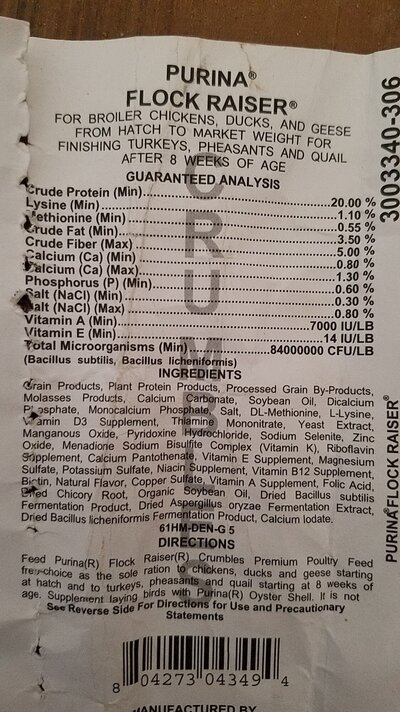 PURINA®
FLOCK RAISER®
FOR BROILER CHICKENS, DUCKS, AND GEESE
FROM HATCH TO MARKET WEIGHT FOR
FINISHING TURKEYS, PHEASANTS AND QUAIL
AFTER 8 WEEKS OF AGE
GUARANTEED ANALYSIS
Crude Protein (Min)...20.00 %
Lysine (Min)...1.10 %
Methionine (Min)...0.55 %
Crude Fat (Min)...3.50 %
Crude Fiber (Max)...5.00 %
Calcium (Ca) (Min)...0.80 %
Calcium (Ca) (Max)...1.30 %
Phosphorus (P) (Min)...0.60 %
Salt (NaCl) (Min)...0.30 %
Salt (NaCl) (Max)...0.80 %
Vitamin A (Min)...7000 IU/LB
Vitamin E (Min)...14 IU/LB
Total Microorganisms (Min)...84000000 CFU/LB
(Bacillus subtilis, Bacillus licheniformis)
INGREDIENTS
Grain Products, Plant Protein Products, Processed Grain By-Products,
Molasses Products, Calcium Carbonate, Soybean Oil, Dicalcium
Phosphate, Monocalcium Phosphate, Salt, DL-Methionine, L-Lysine,
Vitamin D3 Supplement, Thiamine Mononitrate, Yeast Extract,
Manganous Oxide, Pyridoxine Hydrochloride, Sodium Selenite, Zinc
Oxide, Menadione Sodium Bisulfite Complex (Vitamin K), Riboflavin
Supplement, Calcium Pantothenate, Vitamin E Supplement, Magnesium
Sulfate, Potassium Sulfate, Niacin Supplement, Vitamin B12 Supplement,
Biotin, Natural Flavor, Copper Sulfate, Vitamin A Supplement, Folic Acid,
Dried Chicory Root, Organic Soybean Oil, Dried Bacillus subtilis
Fermentation Product, Dried Aspergillus oryzae Fermentation Extract,
Dried Bacillus licheniformis Fermentation Product, Calcium Iodate.
61HM-DEN-G 5
DIRECTIONS
Feed Purina(R) Flock Raiser(R) Crumbles Premium Poultry Feed
free-choice as the sole ration to chickens, ducks and geese starting
at hatch and to turkeys, pheasants and quail starting at 8 weeks of
age. Supplement laying birds with Purina(R) Oyster Shell. It is not
See Reverse Side For Directions for Use and Precautionary
Statements
8 04273 04349 4
MANUFACTURED BY
CRUMBLES
3003340-306
PURINA® FLOCK RAISER®